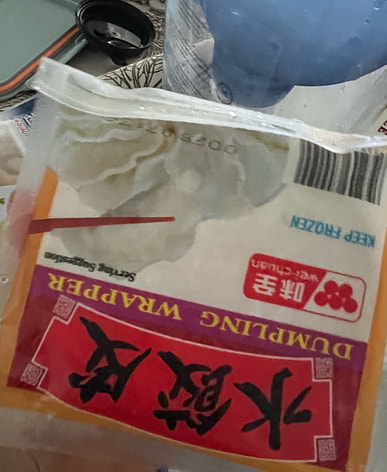 水餃皮
DUMPLING WRAPPER
味全
wei-chuan
Serving Suggestion
KEEP FROZEN